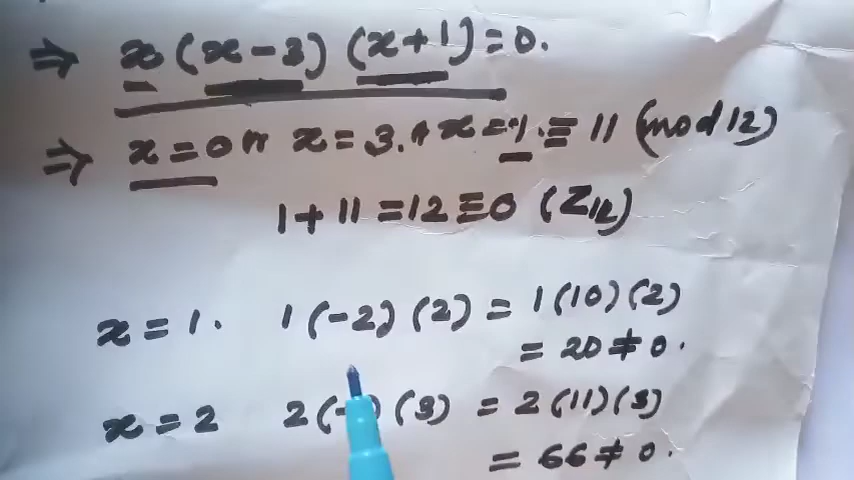 ⇒ x(x-3)(x+1)=0.
⇒ x=0 or x=3. x=-1. ≡ 11 (mod 12)
1+11=12≡0 (Z12)
x=1. 1(-2)(2) = 1(10)(2)
= 20≠0.
x=2 2(- )(3) = 2(11)(3)
= 66≠0.